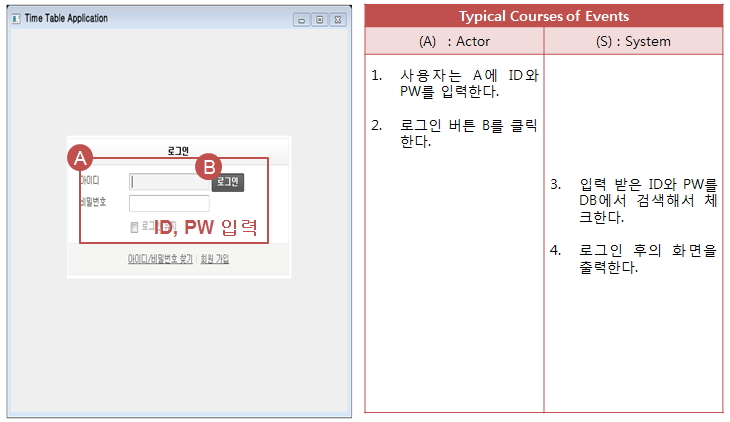 Time Table Application
A
B
로그인
아이디
로그인
비밀번호
로그
ID, PW 입력
아이디/비밀번호 찾기 | 회원 가입
Typical Courses of Events
(A) : Actor
(S) : System
1. 사용자는 A에 ID와
PW를 입력한다.
2. 로그인 버튼 B를 클릭
한다.
3. 입력 받은 ID와 PW를
DB에서 검색해서 체
크한다.
4. 로그인 후의 화면을
출력한다.